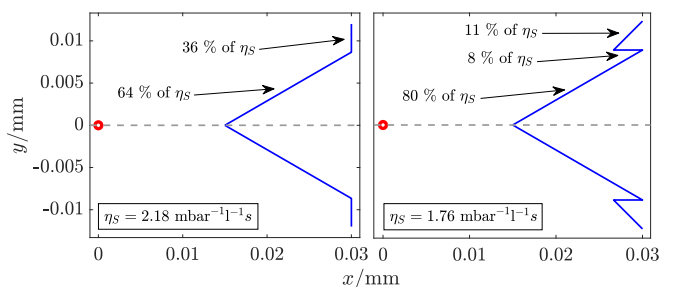 0.01
0.005
0
-0.005
-0.01
y/mm
36 % of η_S
64 % of η_S
η_S = 2.18 mbar⁻¹l⁻¹s
0 0.01 0.02 0.03
11 % of η_S
8 % of η_S
80 % of η_S
η_S = 1.76 mbar⁻¹l⁻¹s
0 0.01 0.02 0.03
x/mm